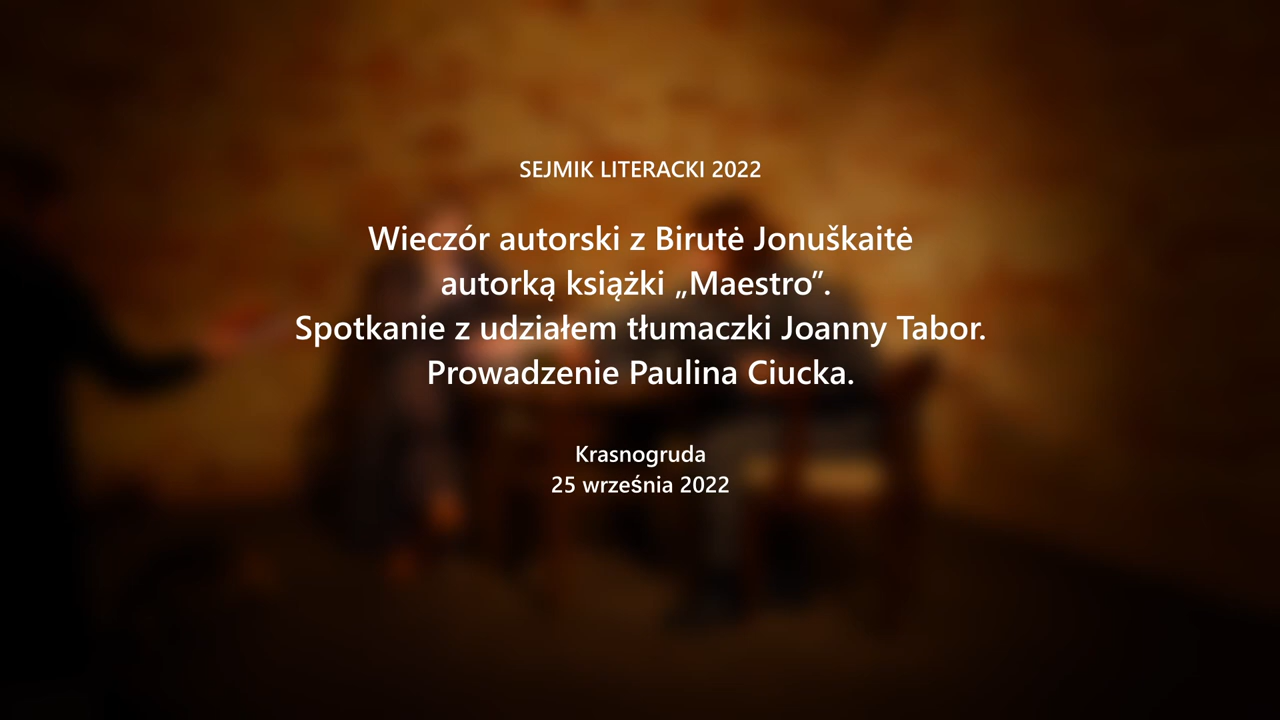 SEJMIK LITERACKI 2022
Wieczór autorski z Birutė Jonuškaitė
autorką książki „Maestro”.
Spotkanie z udziałem tłumaczki Joanny Tabor.
Prowadzenie Paulina Ciucka.
Krasnogruda
25 września 2022